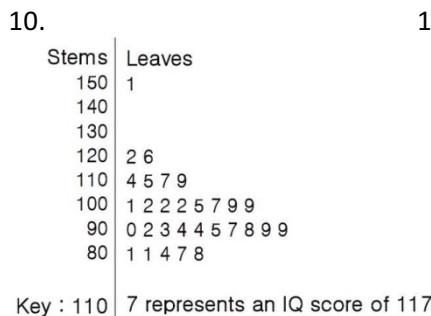 10. 1
Stems Leaves
150 1
140
130
120 2 6
110 4 5 7 9
100 1 2 2 2 5 7 9 9
90 0 2 3 4 4 5 7 8 9 9
80 1 1 4 7 8
Key : 110 7 represents an IQ score of 117